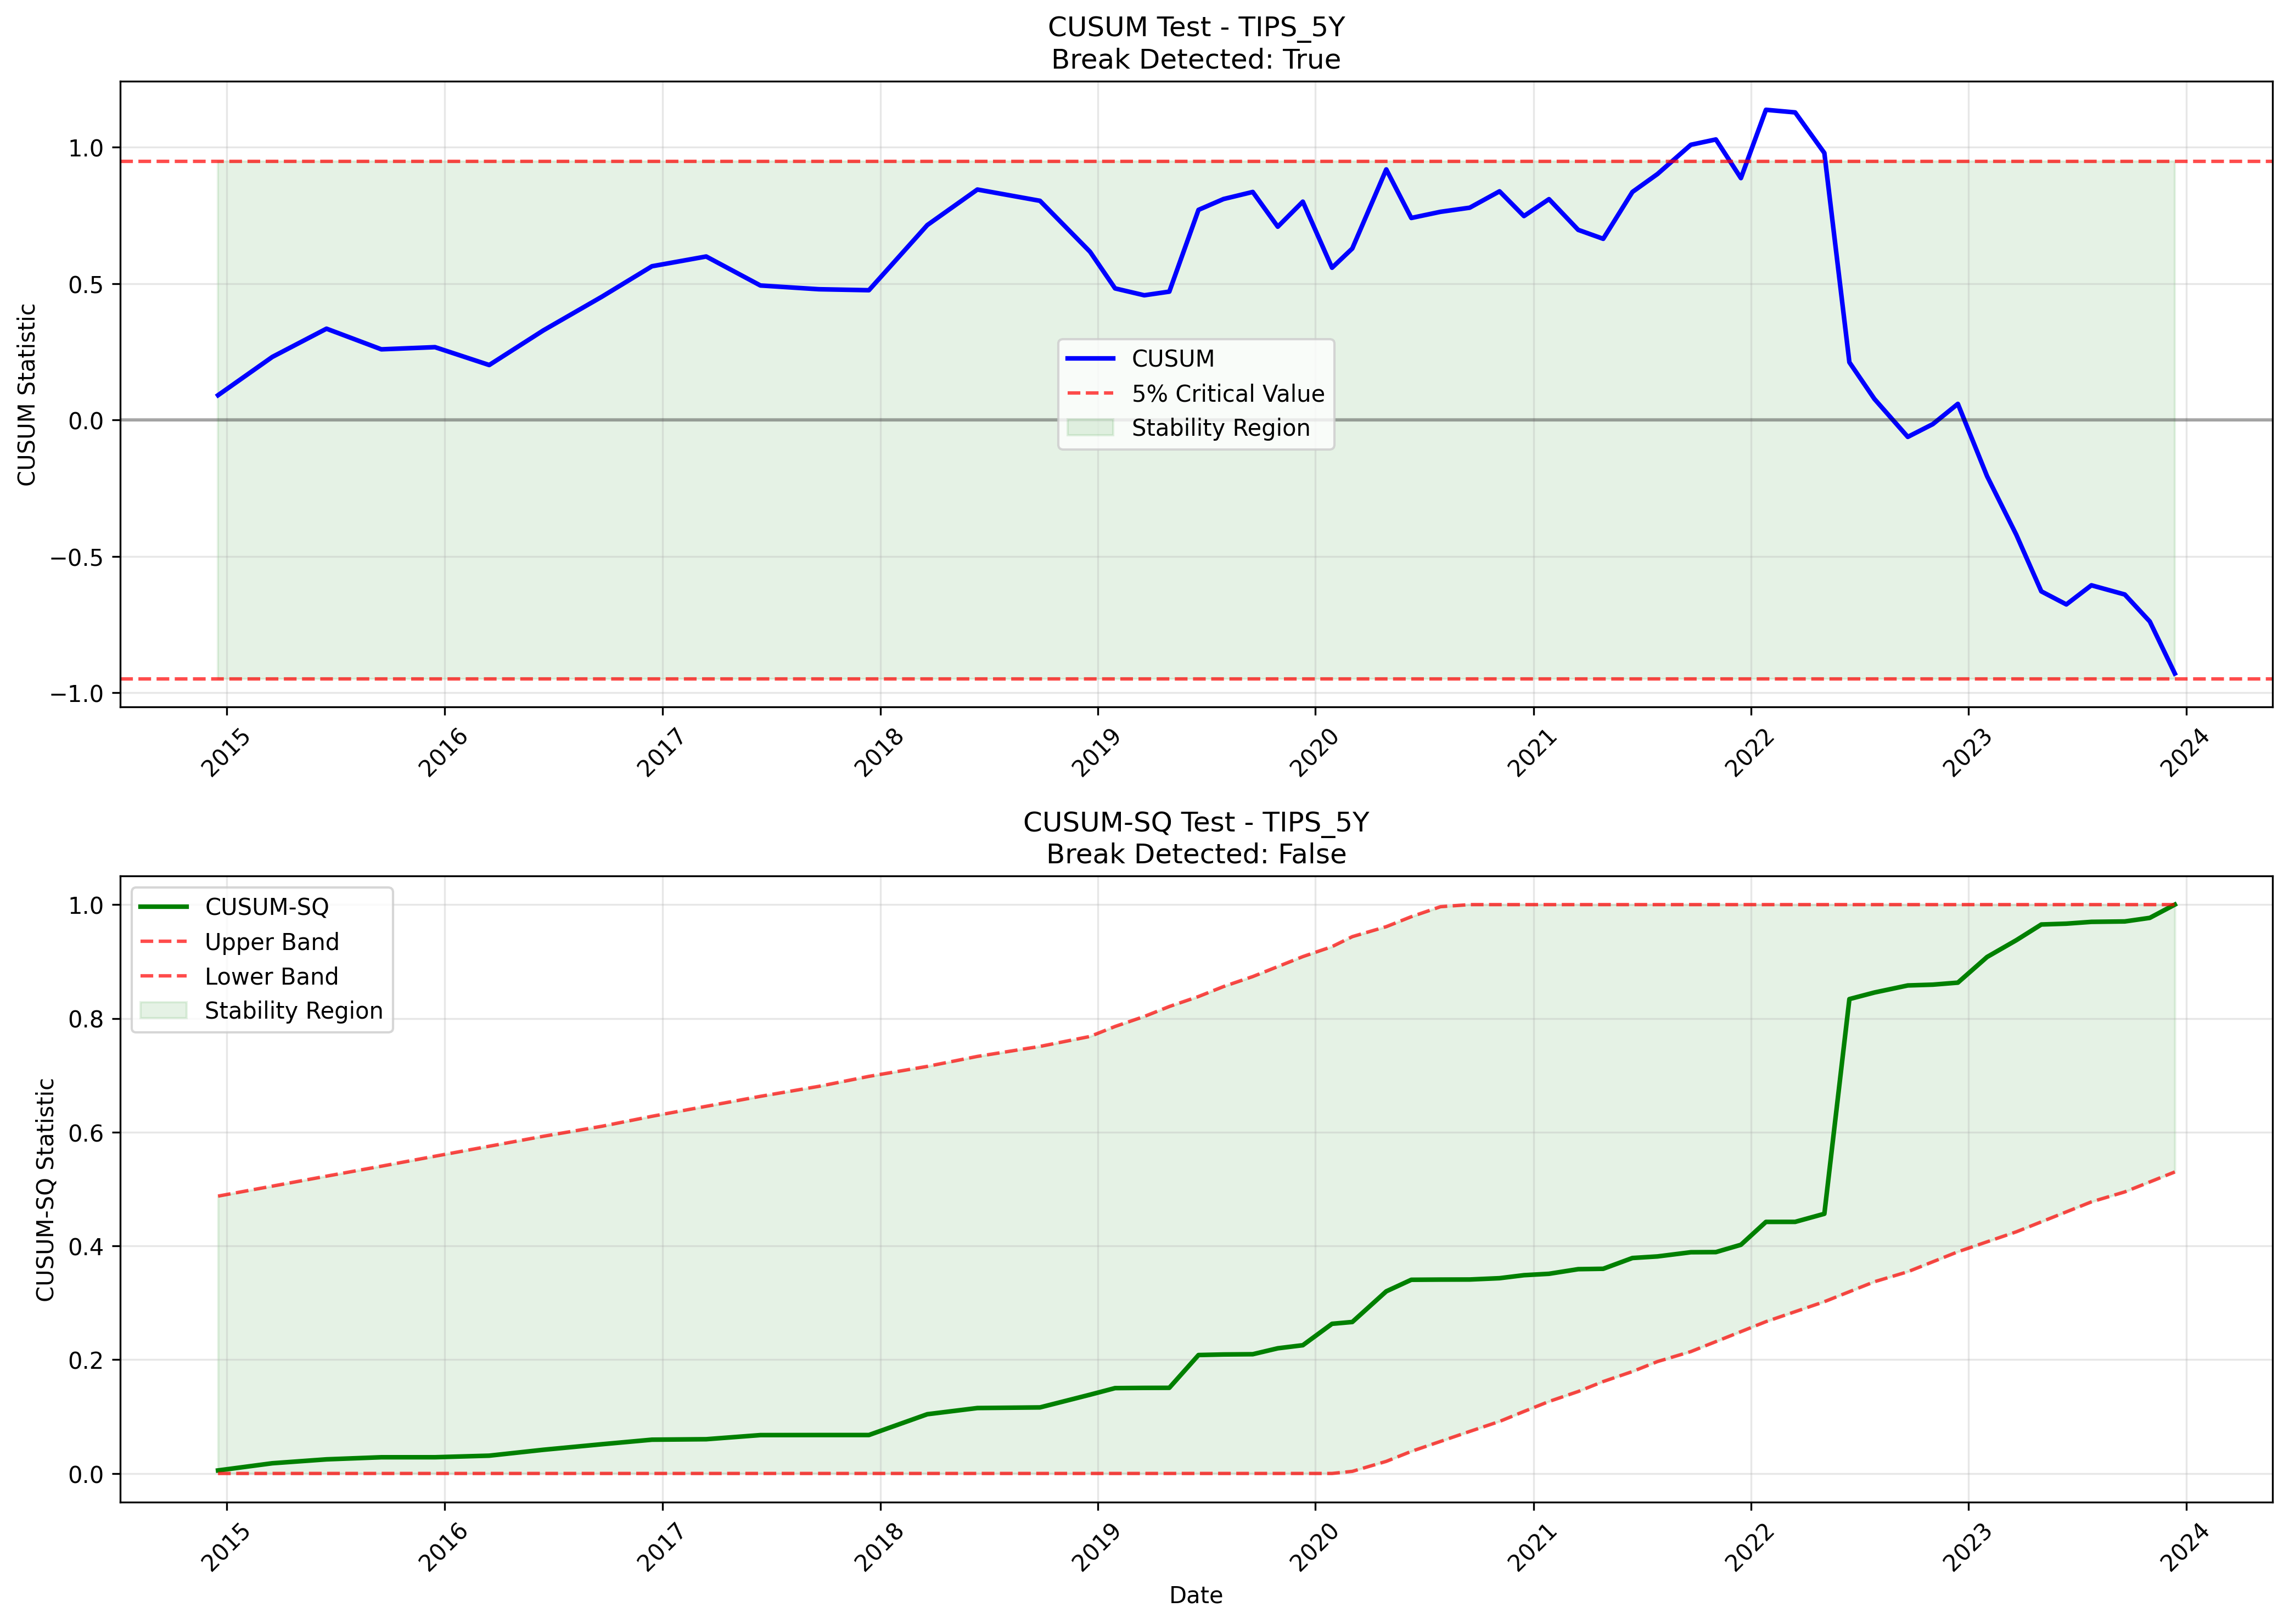 CUSUM Test - TIPS_5Y
Break Detected: True
CUSUM Statistic
1.0
0.5
0.0
−0.5
−1.0
CUSUM
5% Critical Value
Stability Region
2015
2016
2017
2018
2019
2020
2021
2022
2023
2024
CUSUM-SQ Test - TIPS_5Y
Break Detected: False
CUSUM-SQ Statistic
1.0
0.8
0.6
0.4
0.2
0.0
CUSUM-SQ
Upper Band
Lower Band
Stability Region
2015
2016
2017
2018
2019
2020
2021
2022
2023
2024
Date